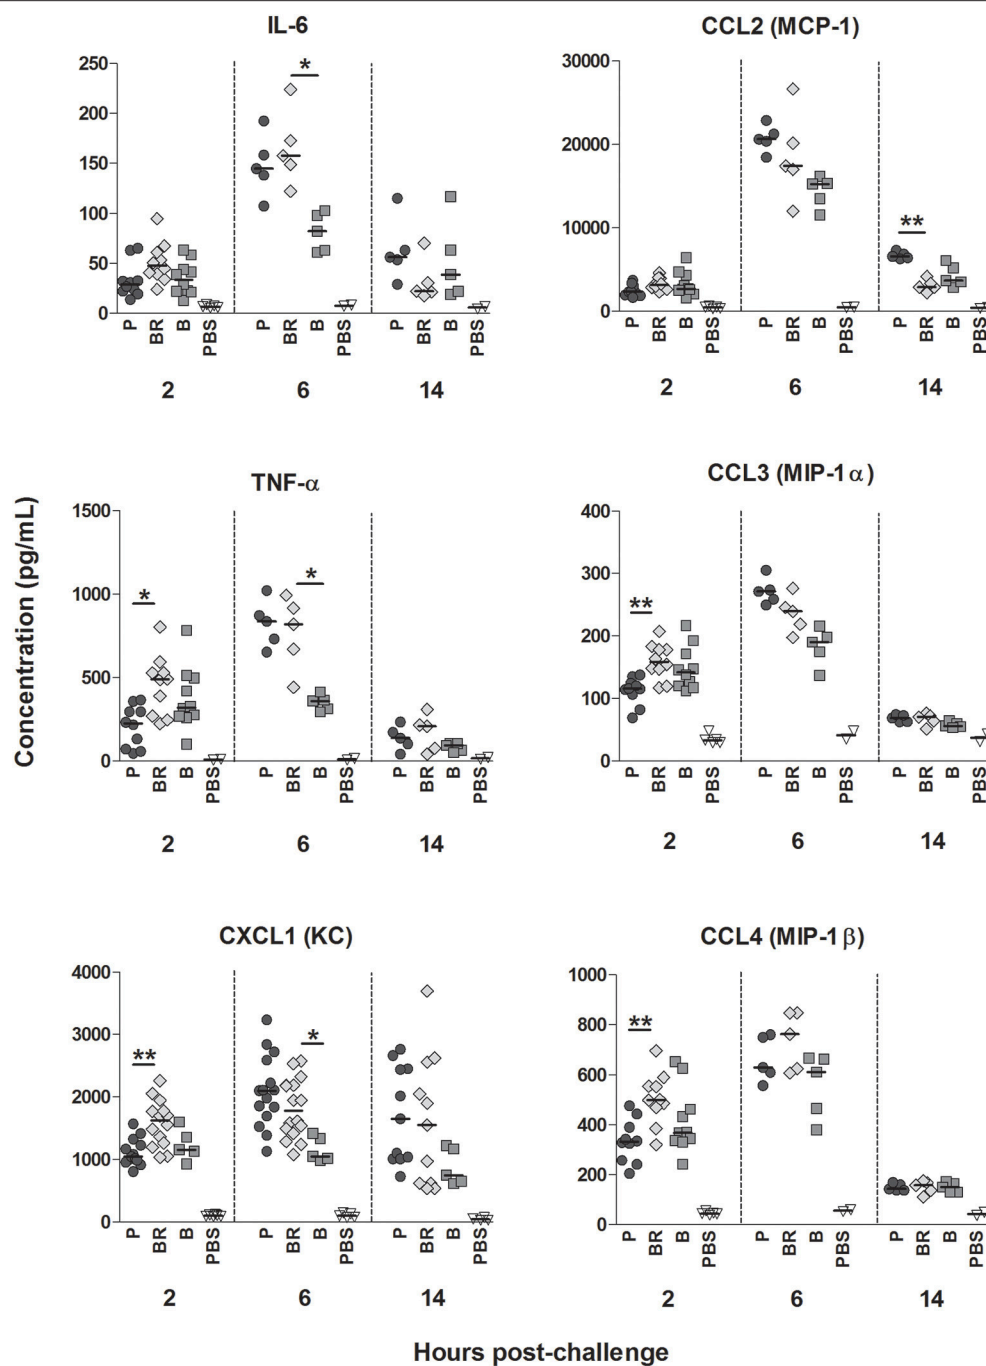 IL-6
250
200
150
100
50
0
*
P BR B PBS P BR B PBS P BR B PBS
2 6 14
CCL2 (MCP-1)
30000
20000
10000
0
**
P BR B PBS P BR B PBS P BR B PBS
2 6 14
Concentration (pg/mL)
TNF-α
1500
1000
500
0
* *
P BR B PBS P BR B PBS P BR B PBS
2 6 14
CCL3 (MIP-1α)
400
300
200
100
0
**
P BR B PBS P BR B PBS P BR B PBS
2 6 14
CXCL1 (KC)
4000
3000
2000
1000
0
** *
P BR B PBS P BR B PBS P BR B PBS
2 6 14
CCL4 (MIP-1β)
1000
800
600
400
200
0
**
P BR B PBS P BR B PBS P BR B PBS
2 6 14
Hours post-challenge